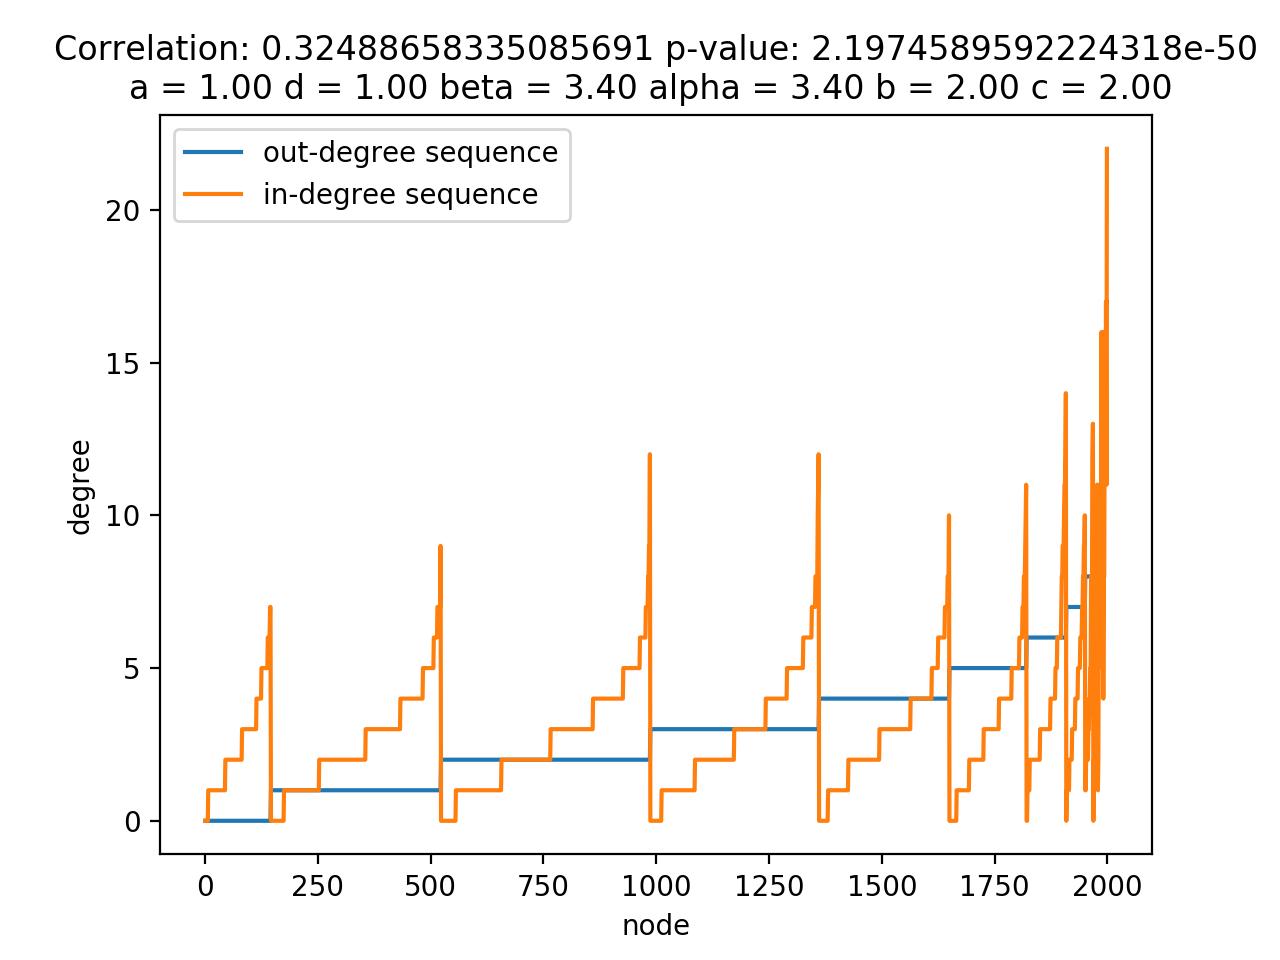 Correlation: 0.32488658335085691 p-value: 2.1974589592224318e-50
a = 1.00 d = 1.00 beta = 3.40 alpha = 3.40 b = 2.00 c = 2.00
out-degree sequence
in-degree sequence
20
15
10
5
0
degree
0 250 500 750 1000 1250 1500 1750 2000
node